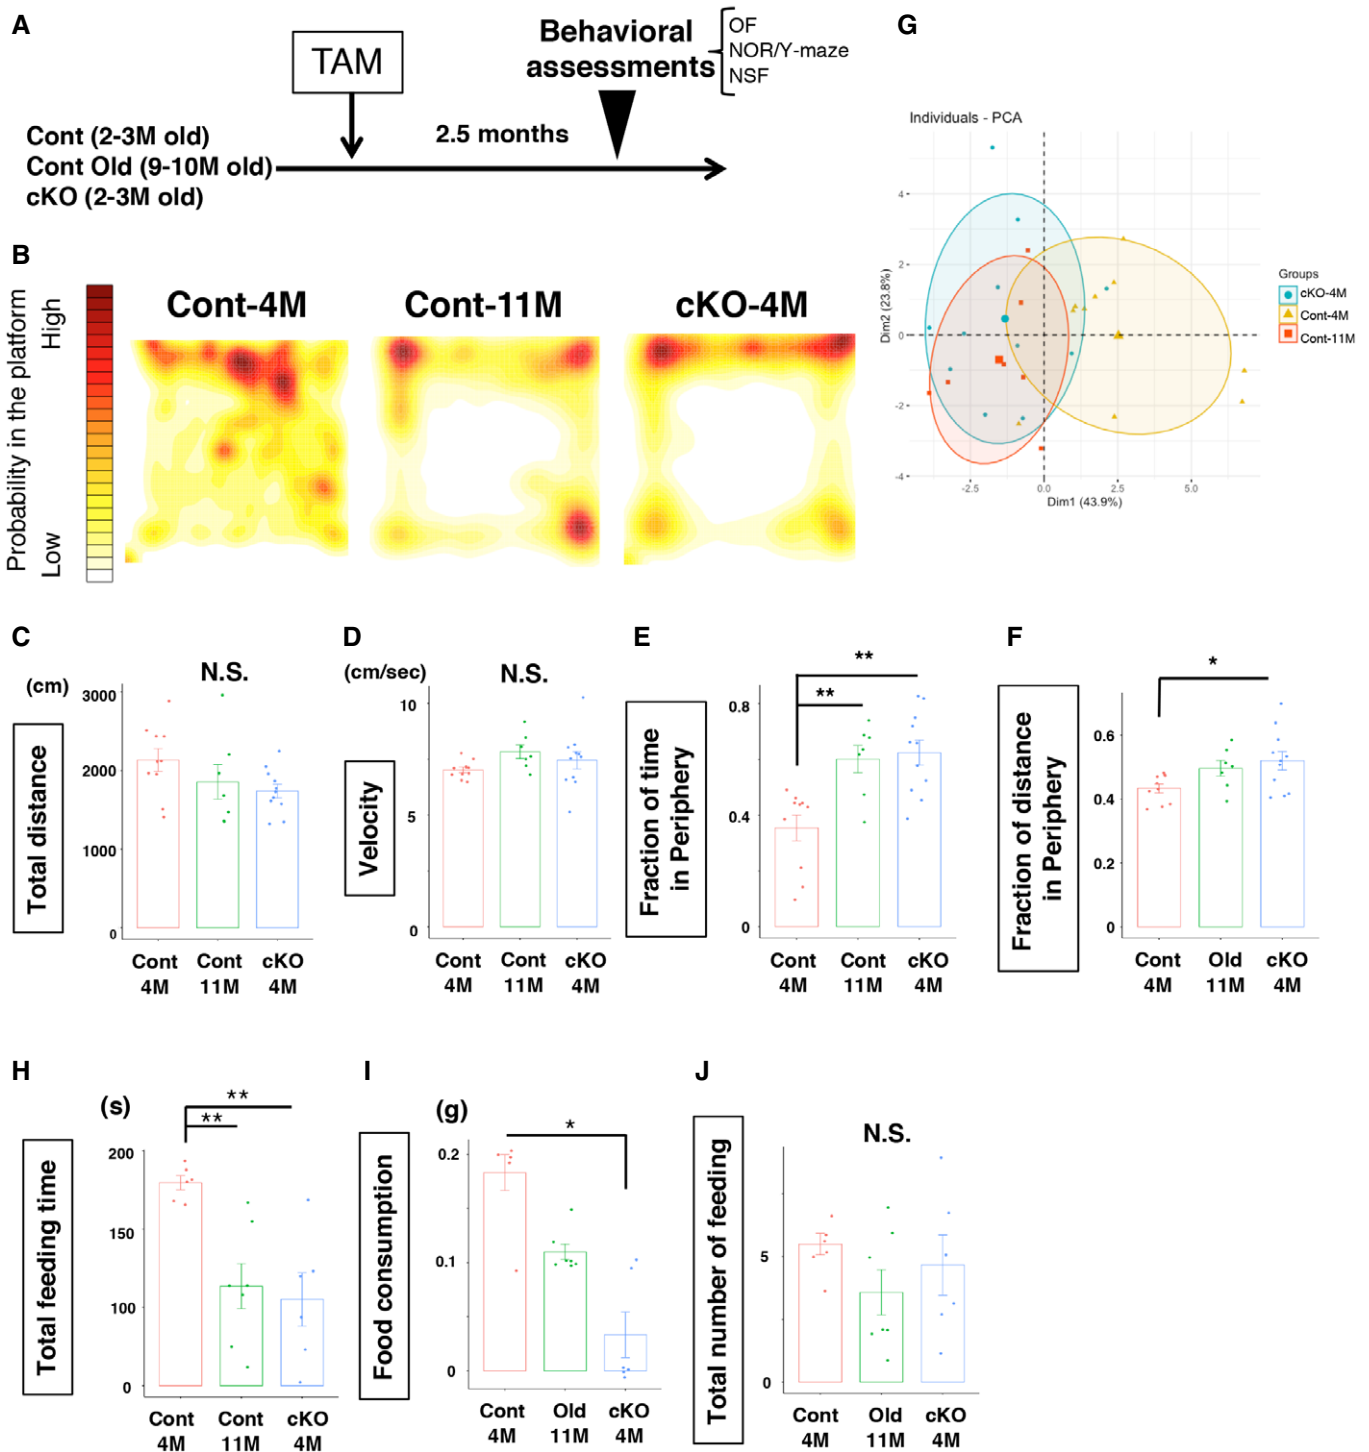 A
TAM
Behavioral
assessments
OF
NOR/Y-maze
NSF
Cont (2-3M old)
Cont Old (9-10M old)
cKO (2-3M old)
2.5 months
G
Individuals - PCA
4
2
0
-2
-4
-2.5
0.0
2.5
5.0
Dim1 (43.9%)
Dim2 (23.8%)
Groups
cKO-4M
Cont-4M
Cont-11M
B
Probability in the platform
High
Low
Cont-4M
Cont-11M
cKO-4M
C
(cm)
N.S.
Total distance
3000
2000
1000
0
Cont
4M
Cont
11M
cKO
4M
D
(cm/sec)
N.S.
Velocity
10
5
0
Cont
4M
Cont
11M
cKO
4M
E
**
**
Fraction of time
in Periphery
0.8
0.4
0
Cont
4M
Cont
11M
cKO
4M
F
*
Fraction of distance
in Periphery
0.6
0.4
0.2
0
Cont
4M
Old
11M
cKO
4M
H
(s)
**
**
Total feeding time
200
150
100
0
Cont
4M
Cont
11M
cKO
4M
I
(g)
*
Food consumption
0.2
0.1
0
Cont
4M
Old
11M
cKO
4M
J
N.S.
Total number of feeding
5
0
Cont
4M
Old
11M
cKO
4M